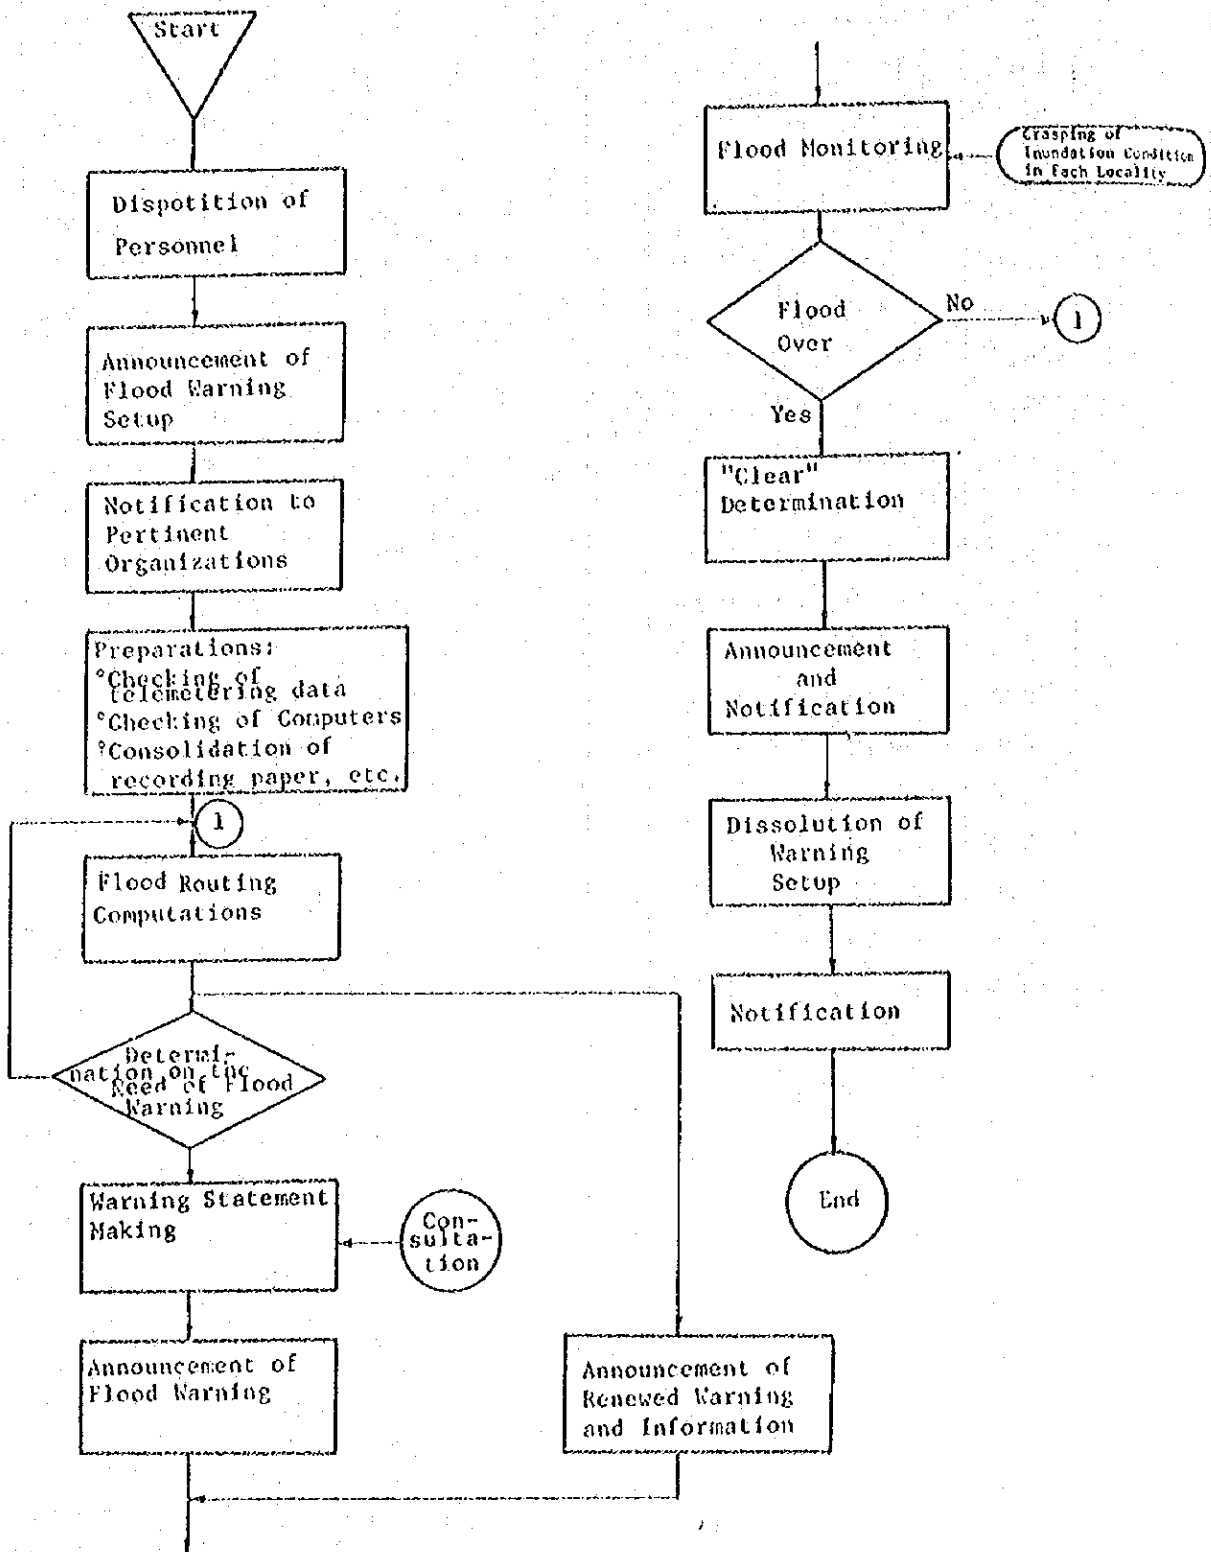 Start
Dispotition of
Personnel
Announcement of
Flood Warning
Setup
Notification to
Pertinent
Organizations
Preparations:
°Checking of
telemetering data
°Checking of Computers
°Consolidation of
recording paper, etc.
1
Flood Routing
Computations
Determi-
nation on the
Need of Flood
Warning
Warning Statement
Making
Con-
sulta-
tion
Announcement of
Flood Warning
Announcement of
Renewed Warning
and Information
Flood Monitoring
Crasping of
Inundation Condition
in Each Locality
Flood
Over
No
1
Yes
"Clear"
Determination
Announcement
and
Notification
Dissolution of
Warning
Setup
Notification
End